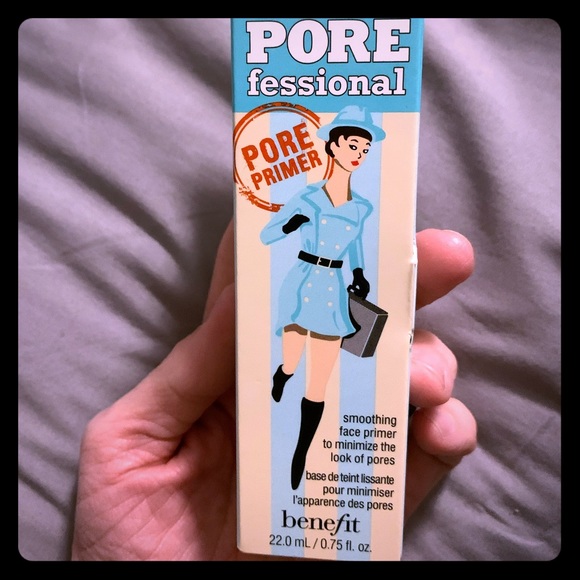 PORE
fessional
PORE
PRIMER
smoothing
face primer
to minimize the
look of pores
base de teint lissante
pour minimiser
l'apparence des pores
benefit
22.0 mL / 0.75 fl. oz.